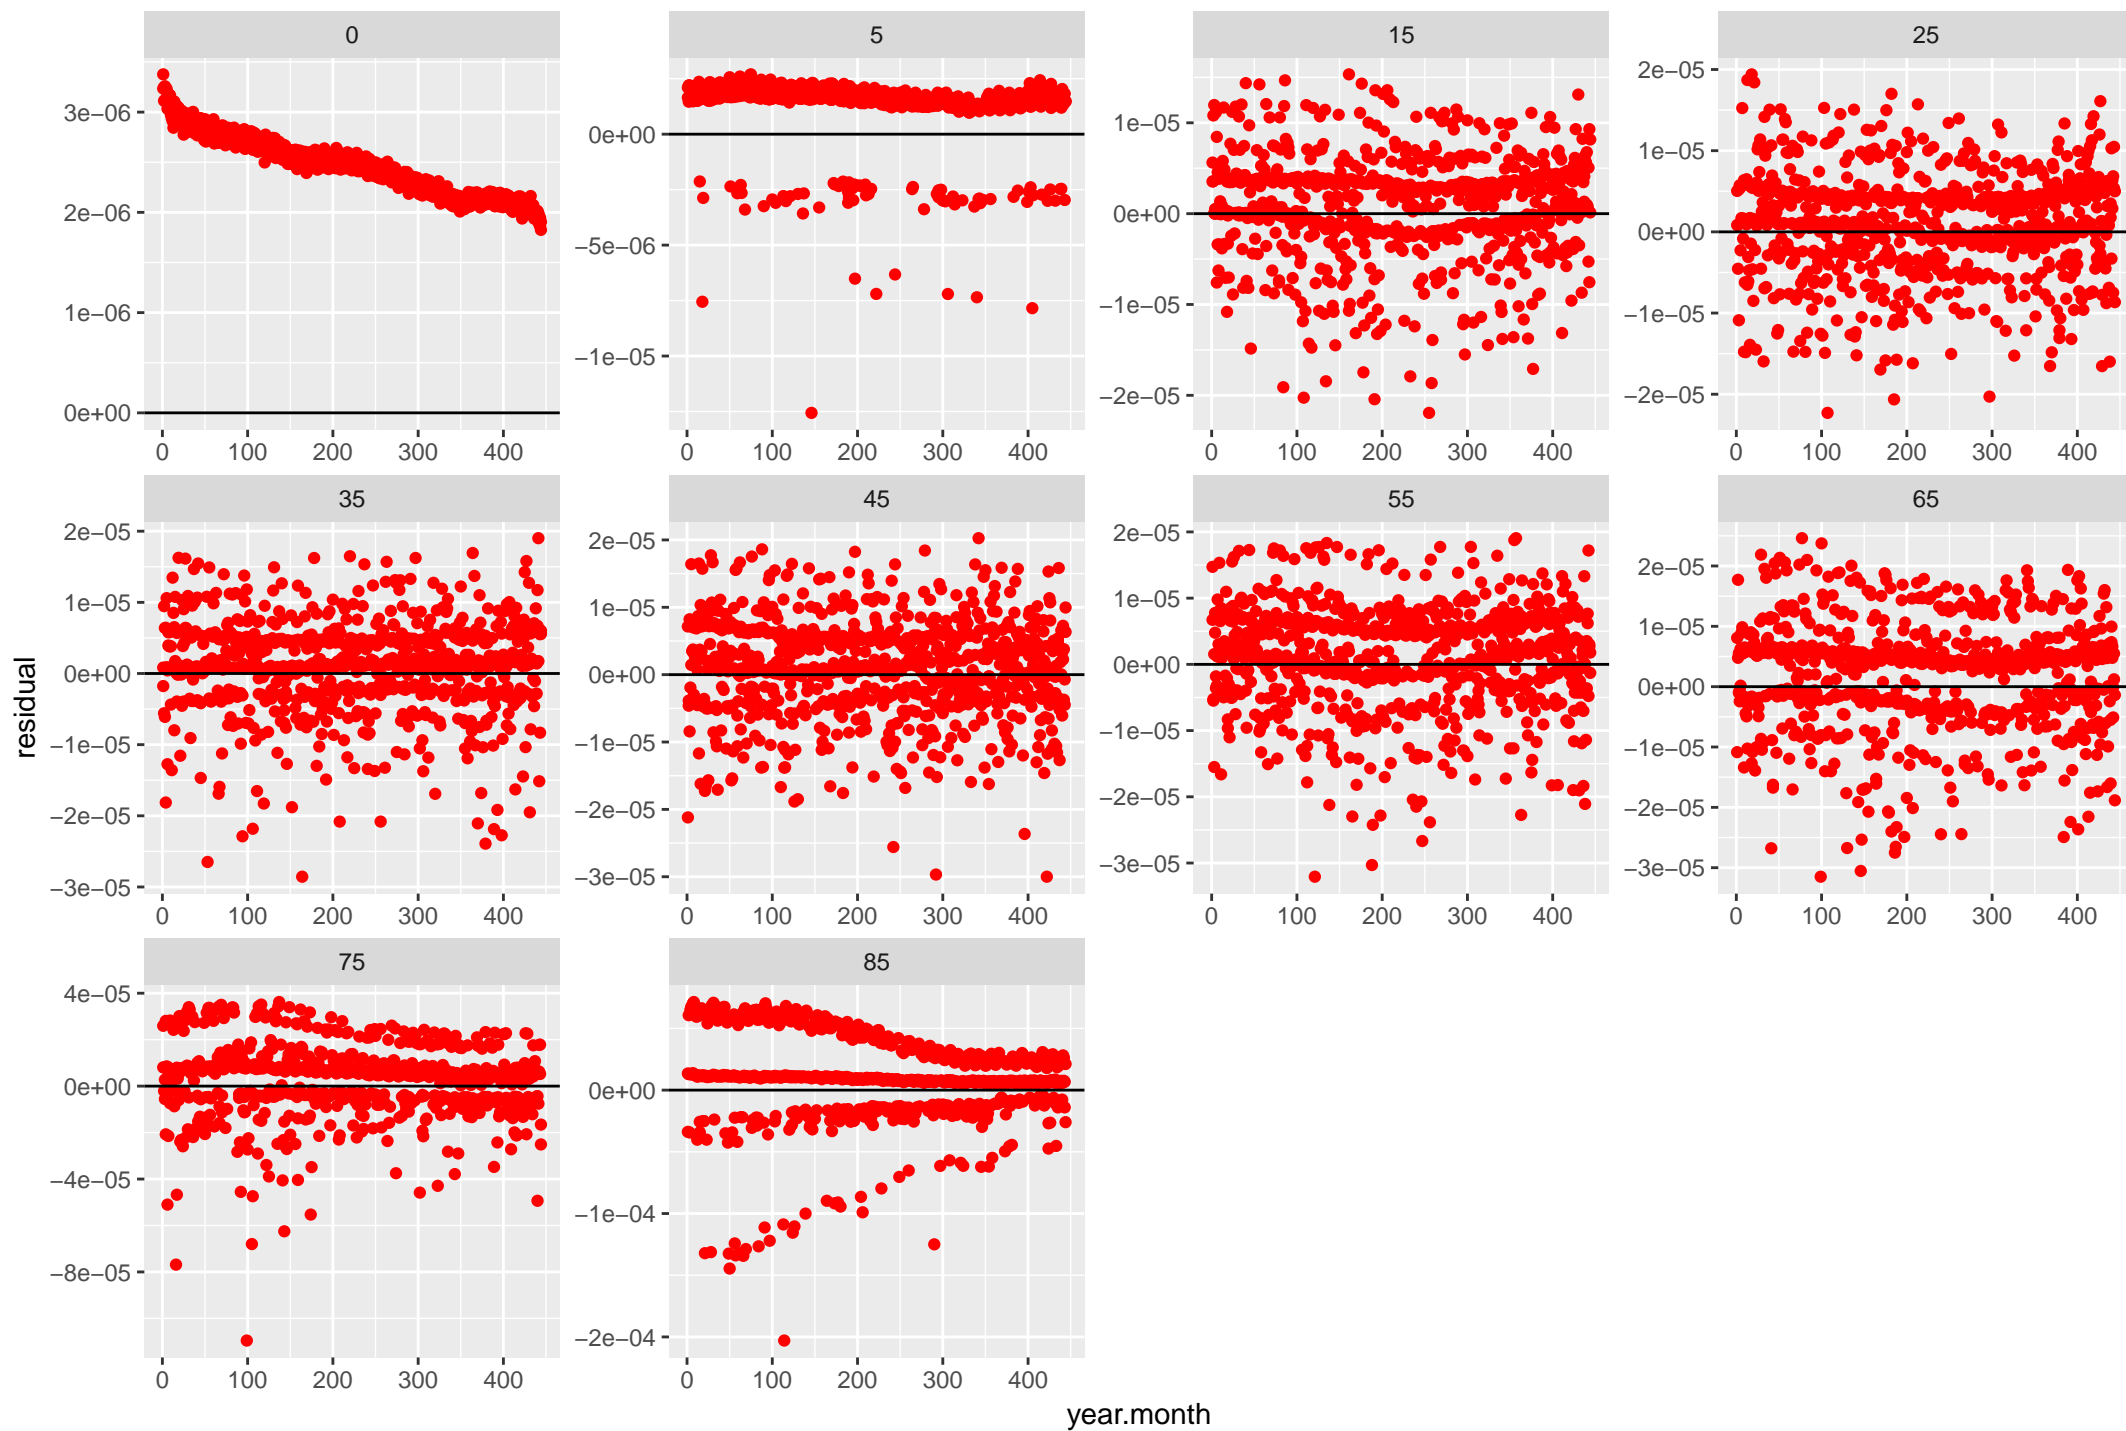 0 5 15 25
3e−06
2e−06
1e−06
0e+00
0 100 200 300 400
0e+00
−5e−06
−1e−05
0 100 200 300 400
1e−05
0e+00
−1e−05
−2e−05
0 100 200 300 400
2e−05
1e−05
0e+00
−1e−05
−2e−05
0 100 200 300 400
residual
35 45 55 65
2e−05
1e−05
0e+00
−1e−05
−2e−05
−3e−05
0 100 200 300 400
2e−05
1e−05
0e+00
−1e−05
−2e−05
−3e−05
0 100 200 300 400
2e−05
1e−05
0e+00
−1e−05
−2e−05
−3e−05
0 100 200 300 400
2e−05
1e−05
0e+00
−1e−05
−2e−05
−3e−05
0 100 200 300 400
75 85
4e−05
0e+00
−4e−05
−8e−05
0 100 200 300 400
0e+00
−1e−04
−2e−04
0 100 200 300 400
year.month